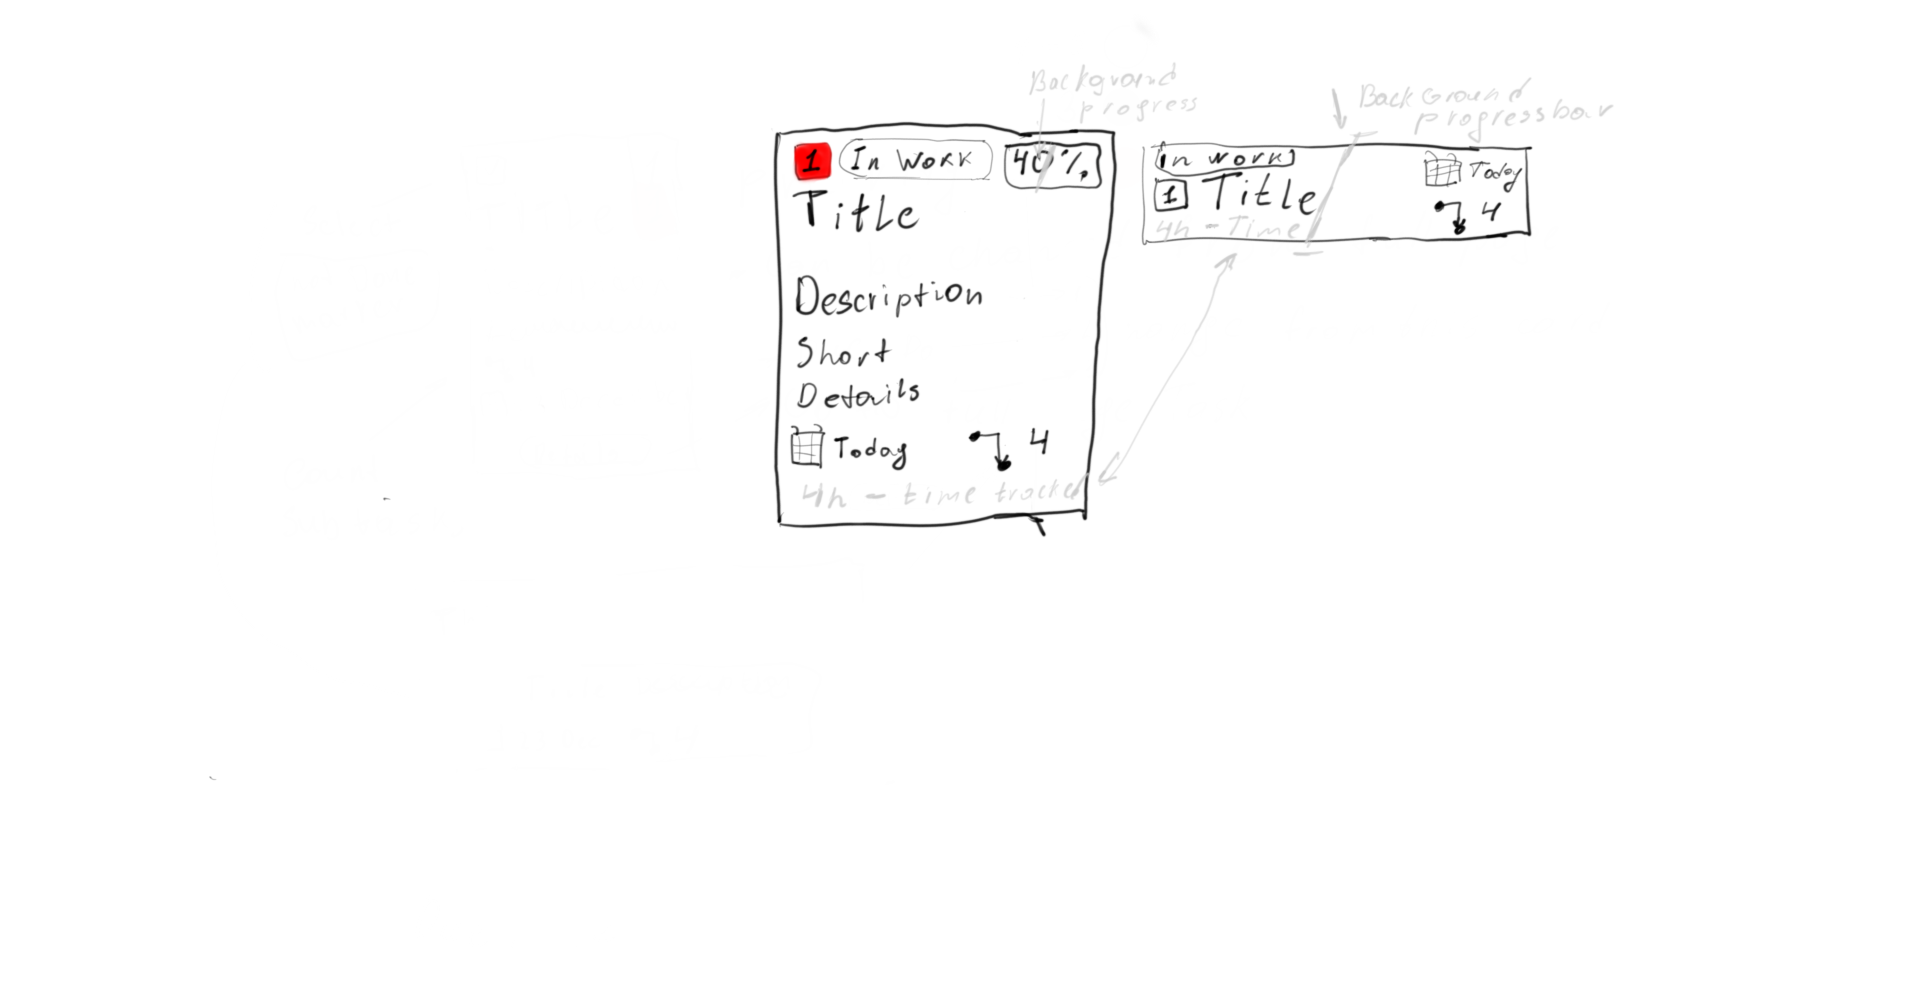 Background
progress
1 In Work 40%
Title
Description
Short
Details
Today 4
4h - time tracked
BackGround
progressbar
in work
Today
1 Title
4
4h - Time